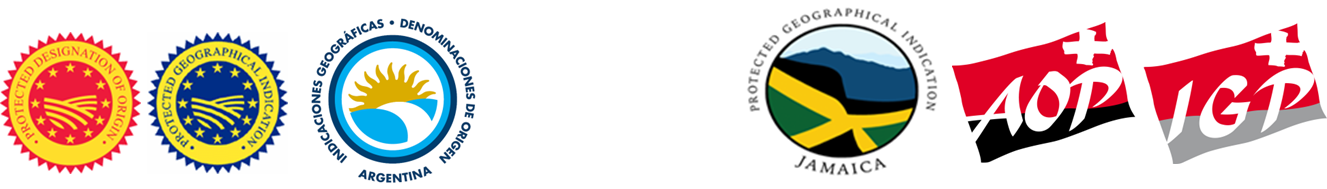 PROTECTED DESIGNATION OF ORIGIN
PROTECTED GEOGRAPHICAL INDICATION
INDICACIONES GEOGRÁFICAS • DENOMINACIONES DE ORIGEN
ARGENTINA
PROTECTED GEOGRAPHICAL INDICATION
JAMAICA
AOP
IGP